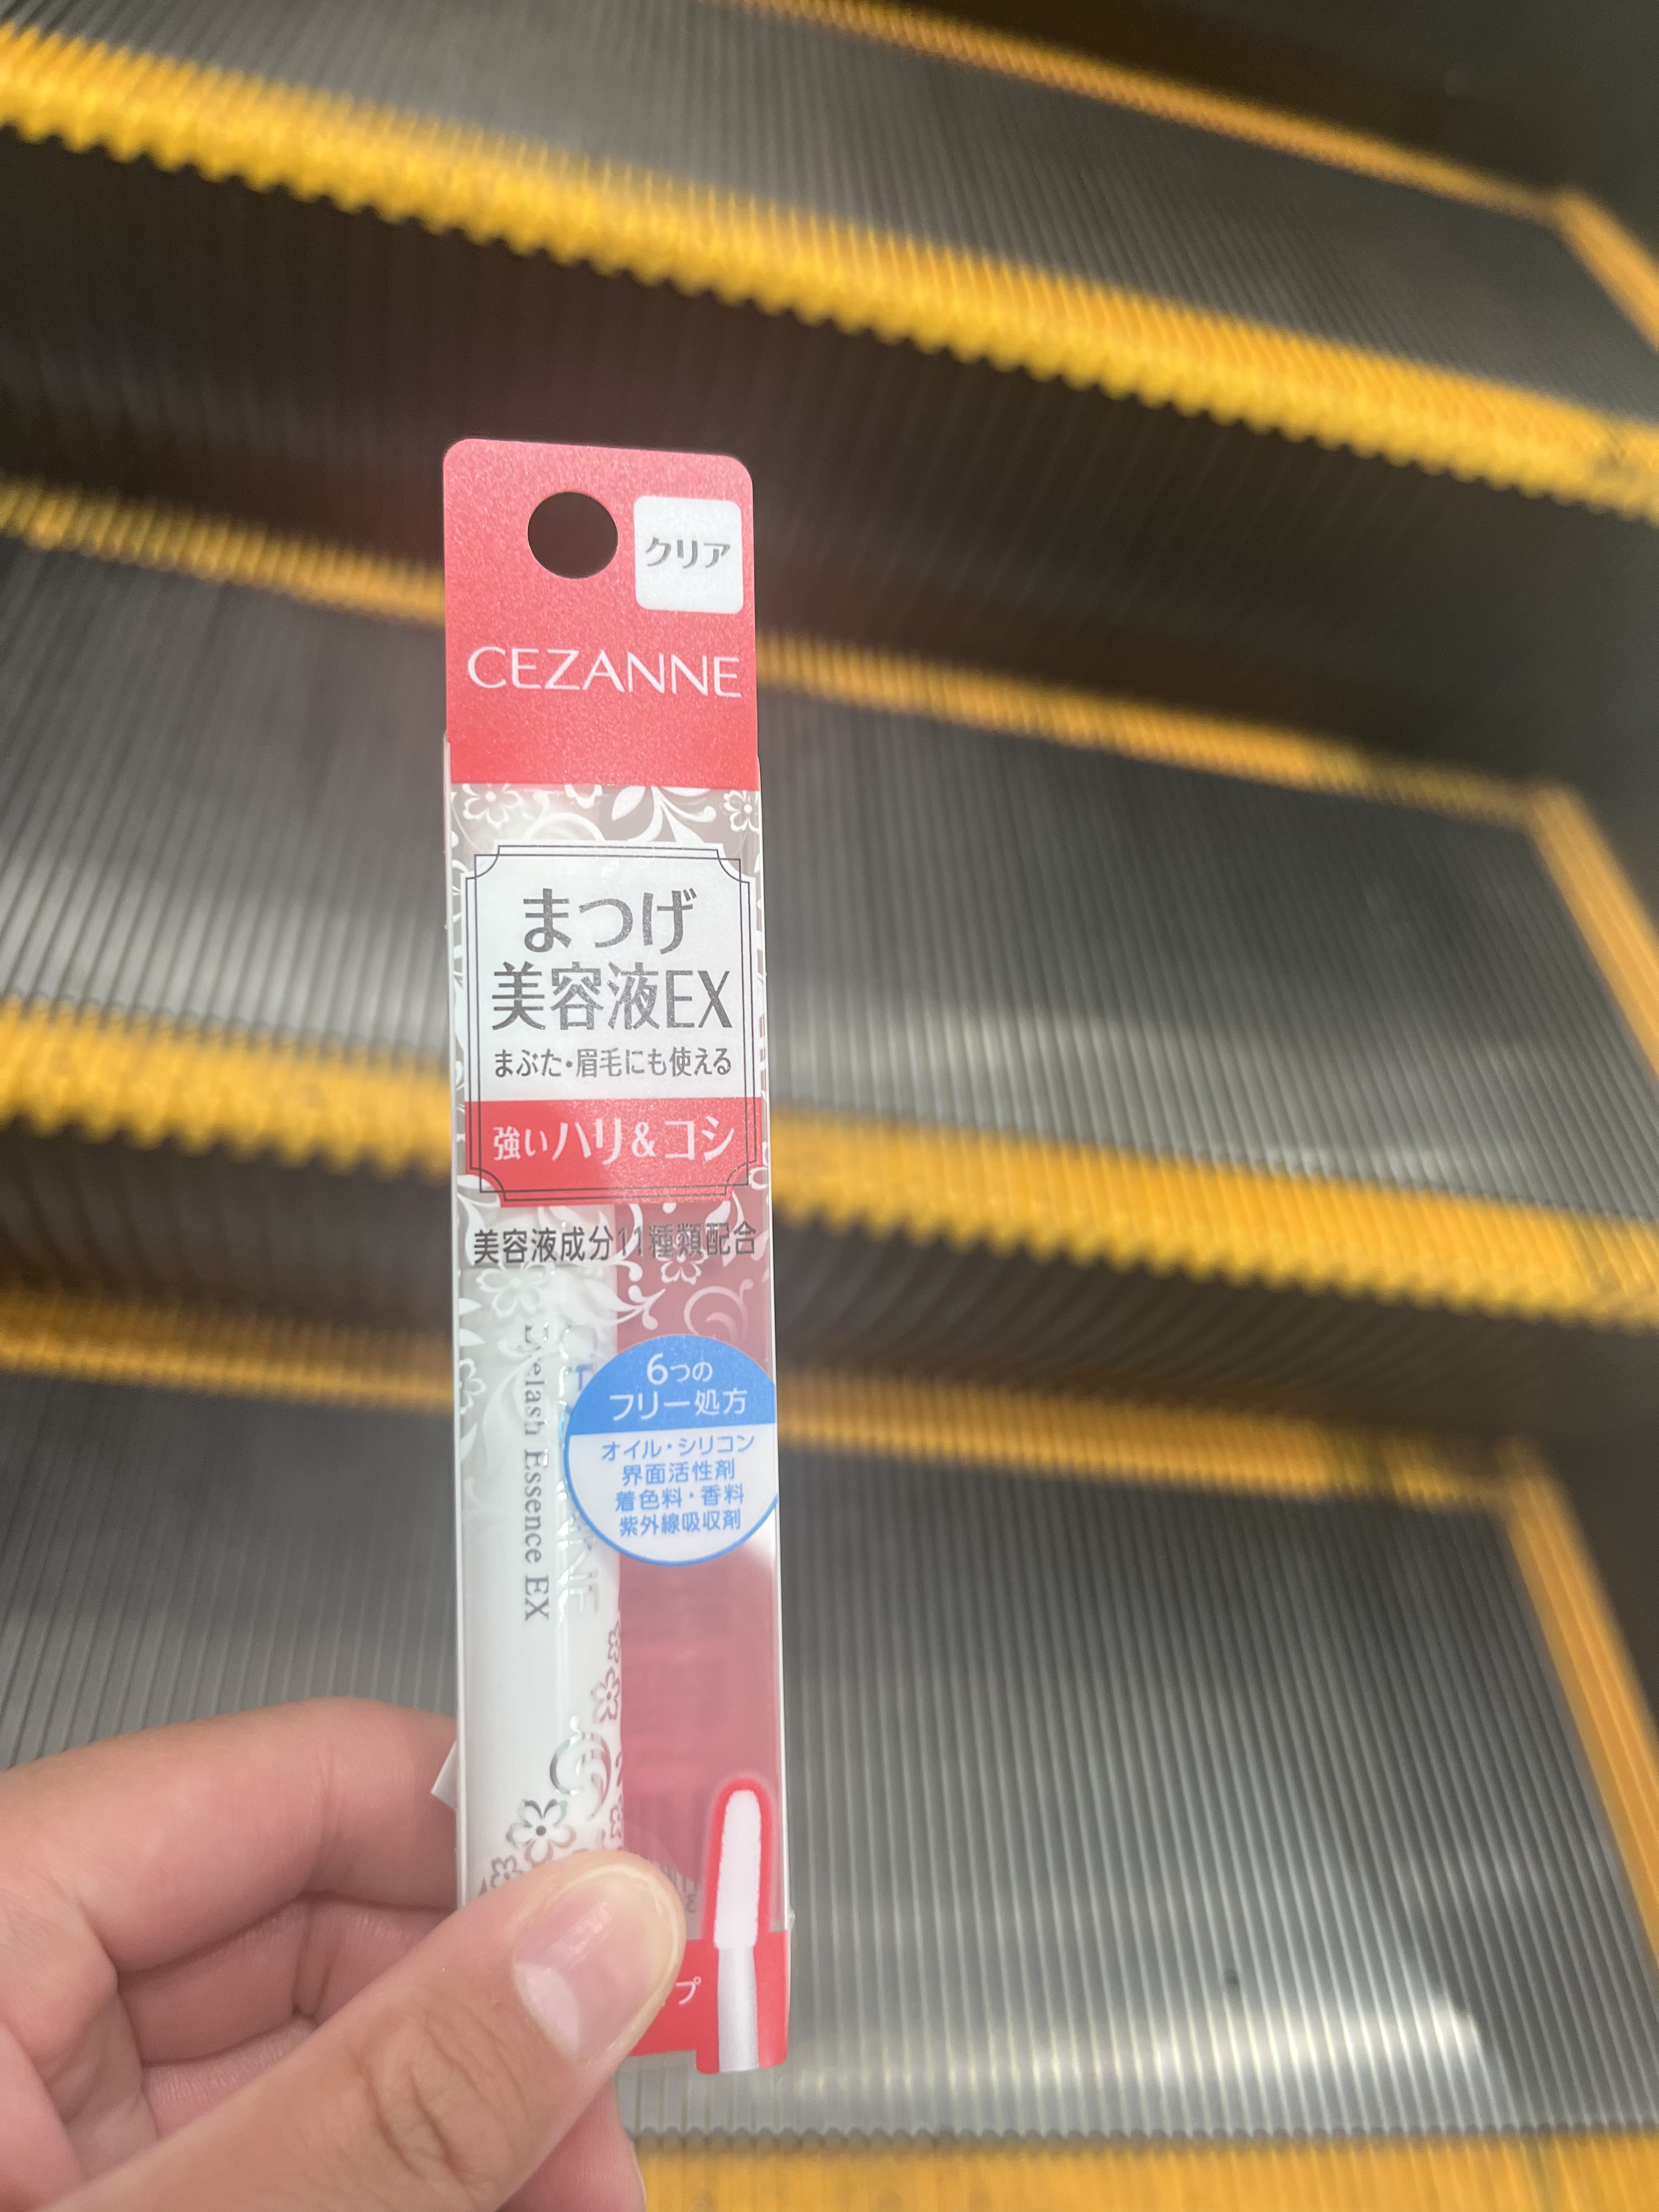 クリア
CEZANNE
まつげ
美容液EX
まぶた・眉毛にも使える
強いハリ&コシ
美容液成分11種類配合
6つの
フリー処方
オイル・シリコン
界面活性剤
着色料・香料
紫外線吸収剤
Eyelash Essence EX
プ